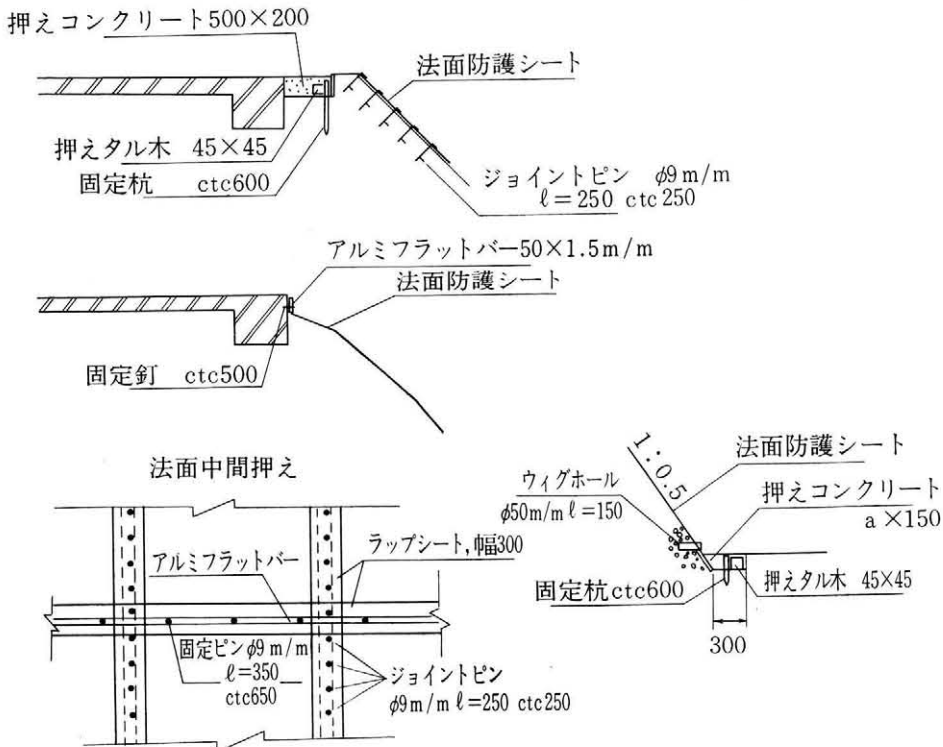 押えコンクリート500×200
法面防護シート
押えタル木 45×45
固定杭 ctc600
ジョイントピン φ9m/m
ℓ=250 ctc250
アルミフラットバー50×1.5m/m
法面防護シート
固定釘 ctc500
法面中間押え
アルミフラットバー
ラップシート,幅300
固定ピンφ9m/m
ℓ=350
ctc650
ジョイントピン
φ9m/m ℓ=250 ctc250
1:0.5
法面防護シート
ウィグホール
φ50m/m ℓ=150
押えコンクリート
a×150
固定杭ctc600
押えタル木 45×45
300